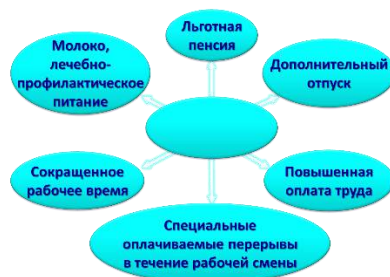 Льготная
пенсия
Молоко,
лечебно-
профилактическое
питание
Дополнительный
отпуск
Сокращенное
рабочее время
Повышенная
оплата труда
Специальные
оплачиваемые перерывы
в течение рабочей смены